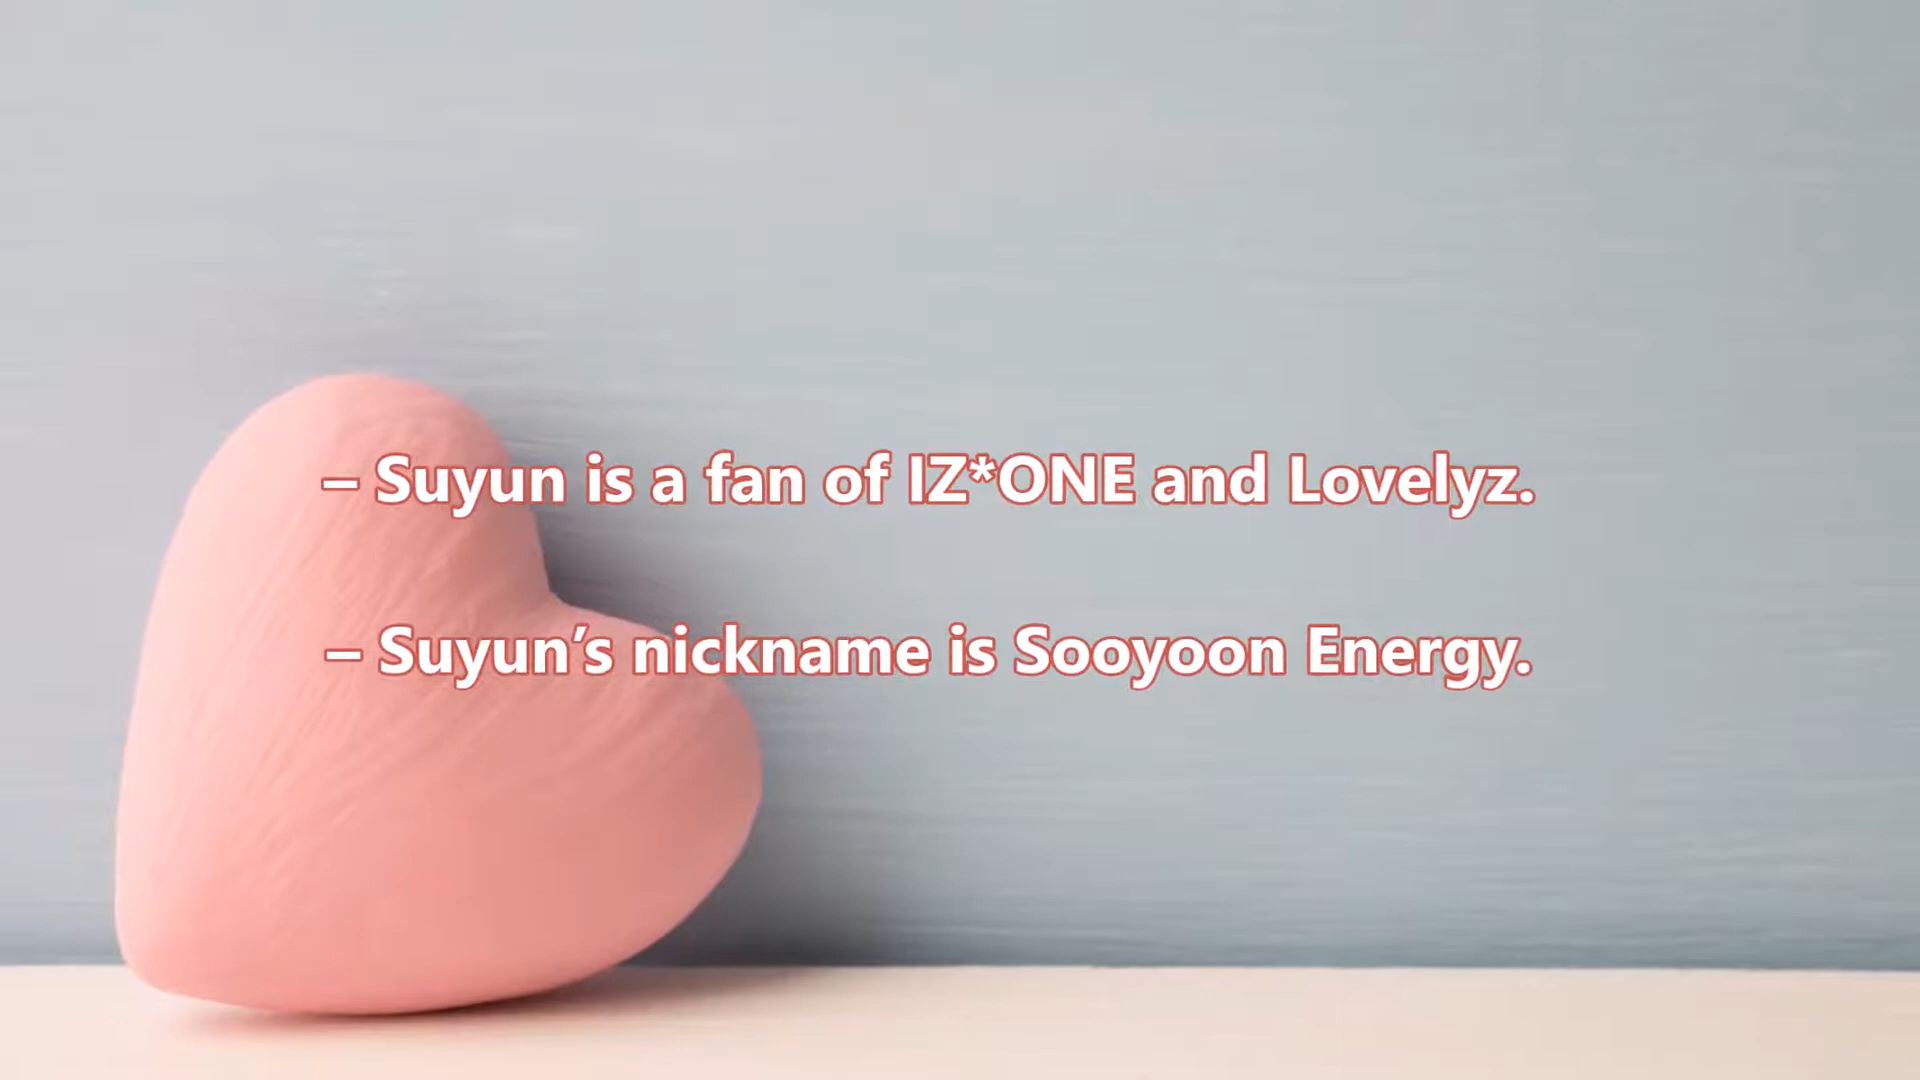 – Suyun is a fan of IZ*ONE and Lovelyz.
– Suyun’s nickname is Sooyoon Energy.